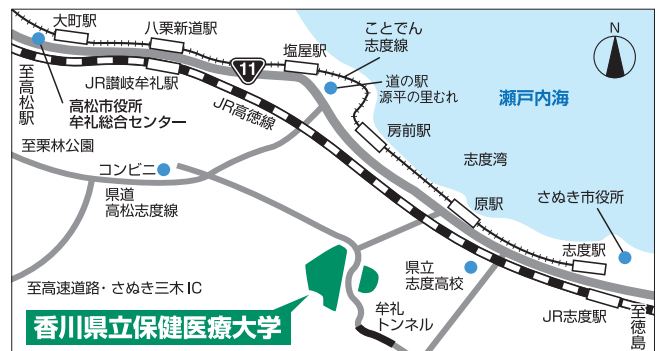 大町駅
八栗新道駅
塩屋駅
ことでん
志度線
N
11
至高松駅
JR讃岐牟礼駅
高松市役所
牟礼総合センター
JR高徳線
道の駅
源平の里むれ
瀬戸内海
房前駅
志度湾
至栗林公園
コンビニ
県道
高松志度線
原駅
さぬき市役所
志度駅
県立
志度高校
至高速道路・さぬき三木IC
牟礼
トンネル
JR志度駅
至徳島
香川県立保健医療大学